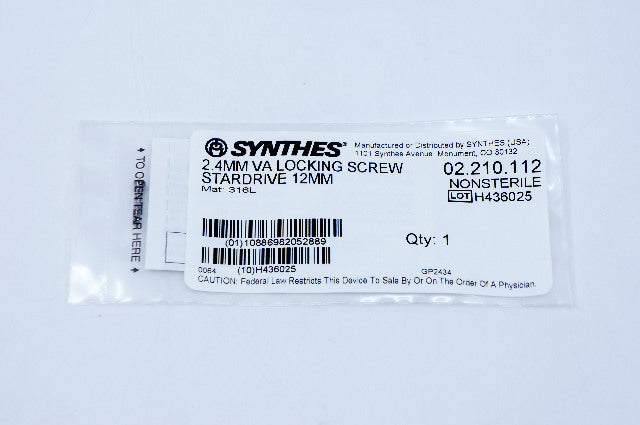 SYNTHES®
Manufactured or Distributed by SYNTHES (USA)
1101 Synthes Avenue, Monument, CO 80132
2.4MM VA LOCKING SCREW
STARDRIVE 12MM
Mat: 316L
02.210.112
NONSTERILE
LOT H436025
(01)10886982052889
Qty: 1
(10)H436025
0064
GP2434
CAUTION: Federal Law Restricts This Device To Sale By Or On The Order Of A Physician.
TO OPEN TEAR HERE